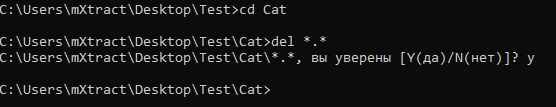 C:\Users\mXtract\Desktop\Test>cd Cat
C:\Users\mXtract\Desktop\Test\Cat>del *.*
C:\Users\mXtract\Desktop\Test\Cat\*.*, вы уверены [Y(да)/N(нет)]? y
C:\Users\mXtract\Desktop\Test\Cat>